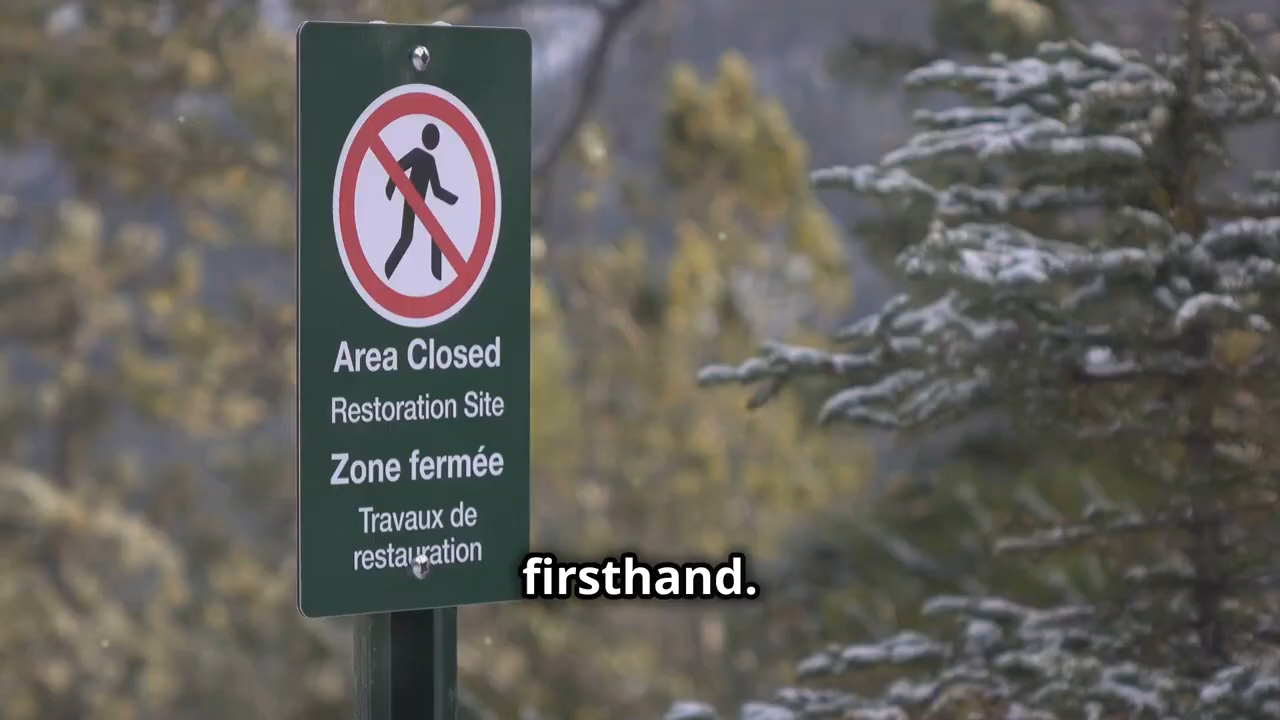 Area Closed
Restoration Site
Zone fermée
Travaux de
restauration
firsthand.